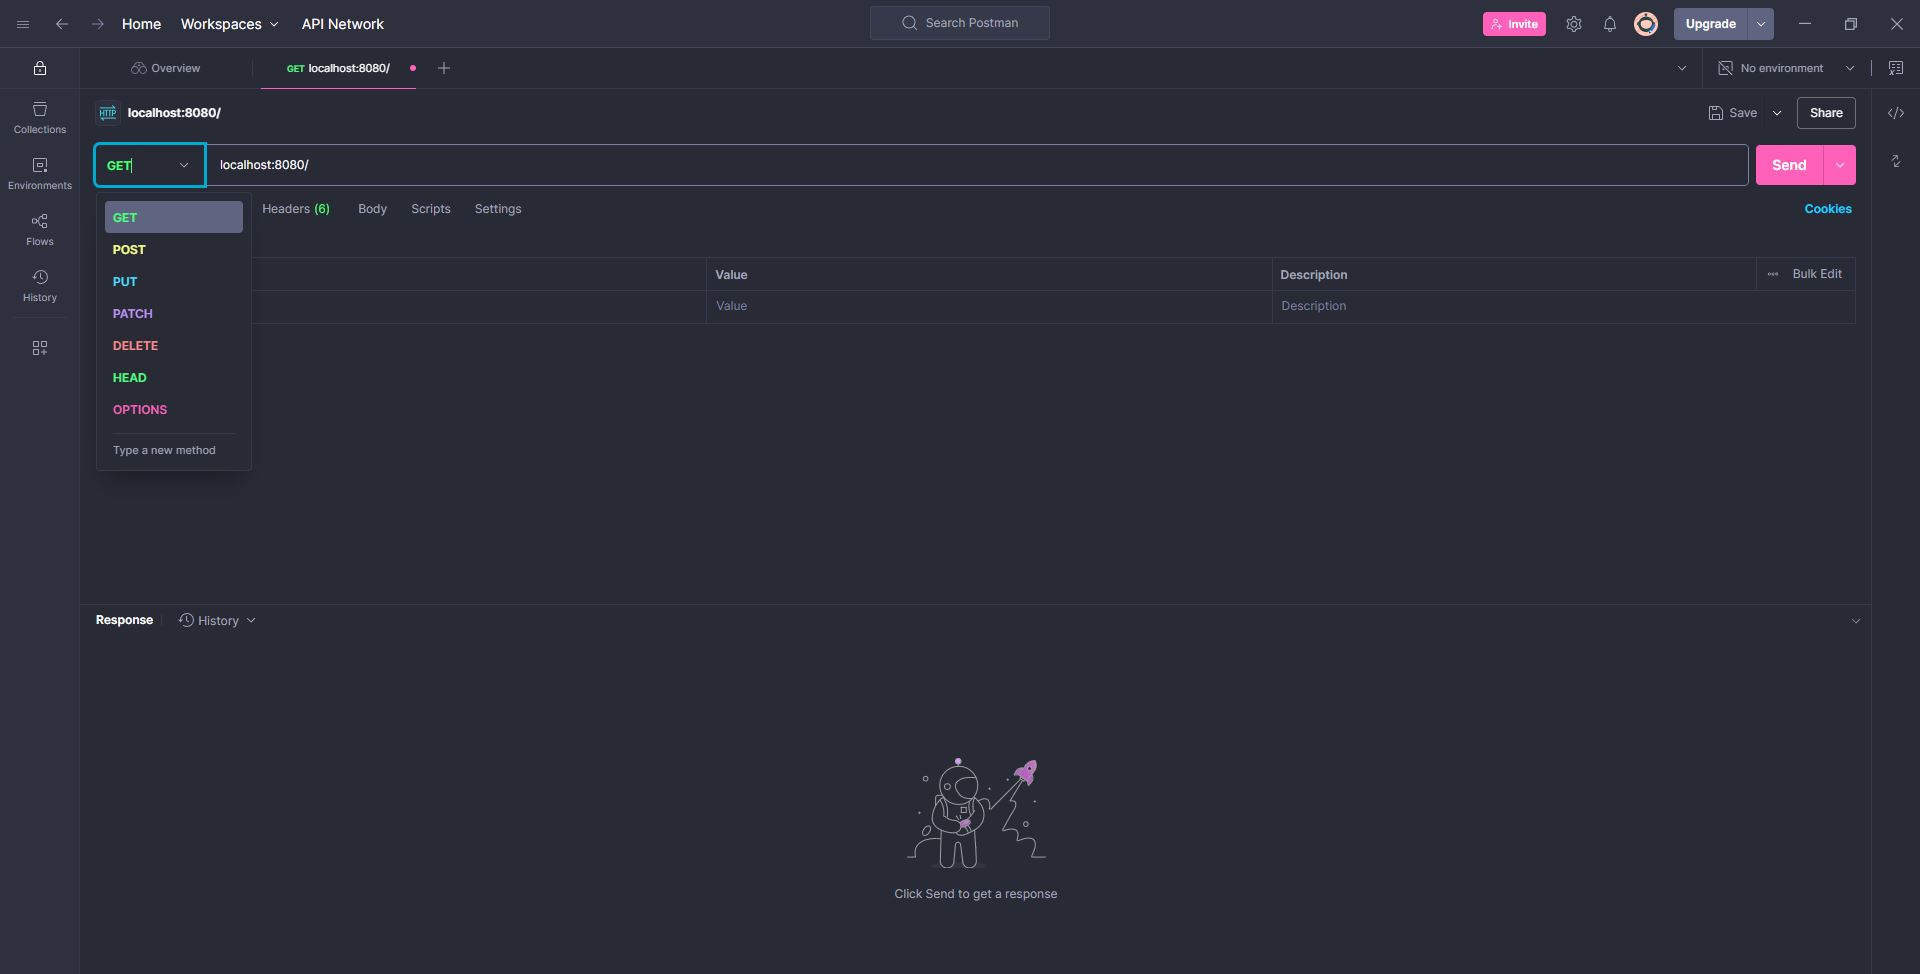 Home Workspaces API Network Search Postman Invite Upgrade
Overview GET localhost:8080/ No environment
HTTP localhost:8080/ Save Share
GET localhost:8080/ Send
Headers (6) Body Scripts Settings Cookies
Collections
Environments
Flows
History
GET
POST
PUT
PATCH
DELETE
HEAD
OPTIONS
Type a new method
Value Description Bulk Edit
Value Description
Response History
Click Send to get a response